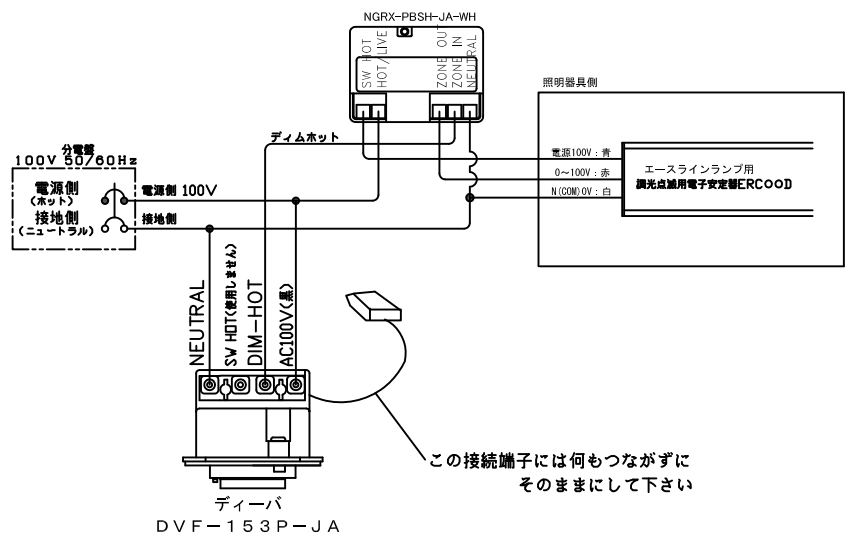 NGRX-PBSH-JA-WH
SW HOT
HOT/LIVE
ZONE OUT
ZONE IN
NEUTRAL
照明器具側
ディムホット
電源100V：青
0～100V：赤
N(COM)0V：白
エースラインランプ用
調光点滅用電子安定器ERCOOD
分電盤
100V 50/60Hz
電源側
(ホット)
接地側
(ニュートラル)
電源側 100V
接地側
NEUTRAL
SW HOT(使用しません)
DIM-HOT
AC100V(黒)
この接続端子には何もつながずに
そのままにして下さい
ディーバ
DVF-153P-JA